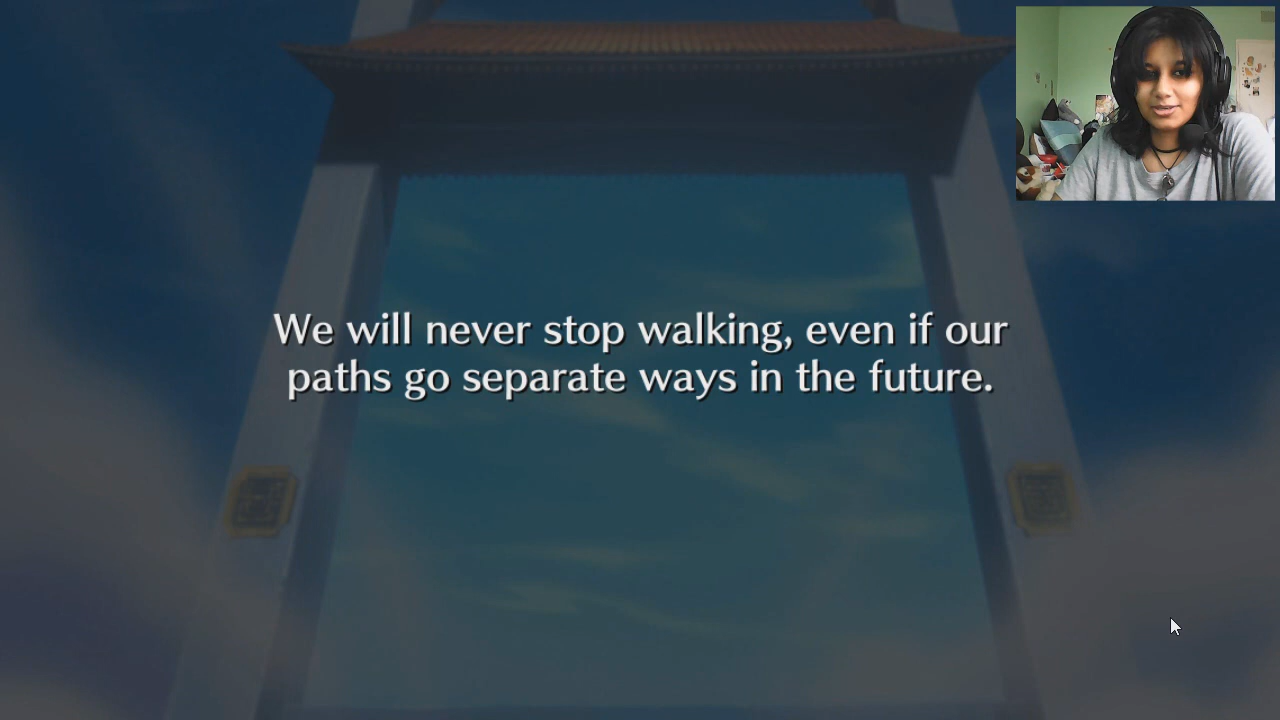 We will never stop walking, even if our
paths go separate ways in the future.